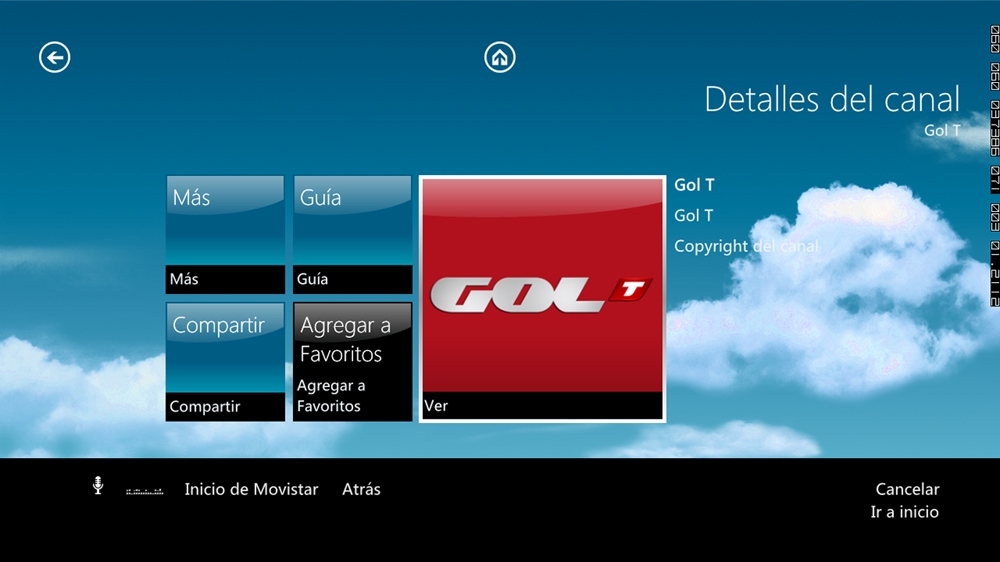 Detalles del canal
Gol T
Más
Más
Guía
Guía
Compartir
Compartir
Agregar a
Favoritos
Agregar a
Favoritos
GOL T
Ver
Gol T
Gol T
Copyright del canal
Inicio de Movistar
Atrás
Cancelar
Ir a inicio